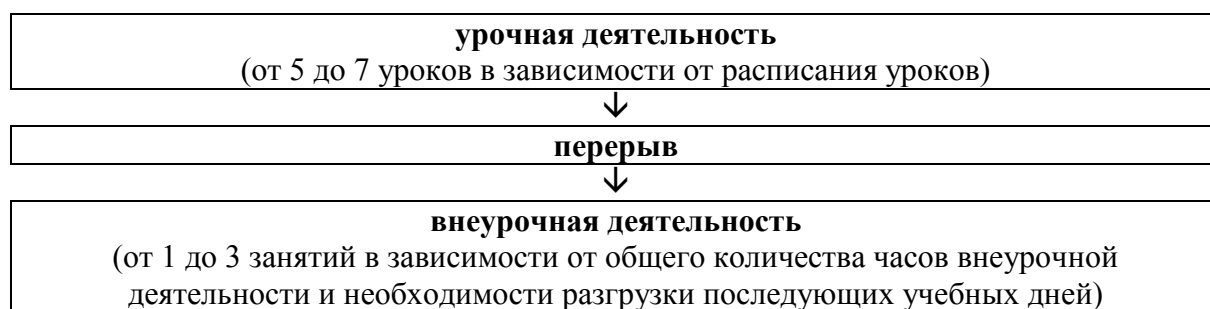 урочная деятельность
(от 5 до 7 уроков в зависимости от расписания уроков)
перерыв
внеурочная деятельность
(от 1 до 3 занятий в зависимости от общего количества часов внеурочной
деятельности и необходимости разгрузки последующих учебных дней)